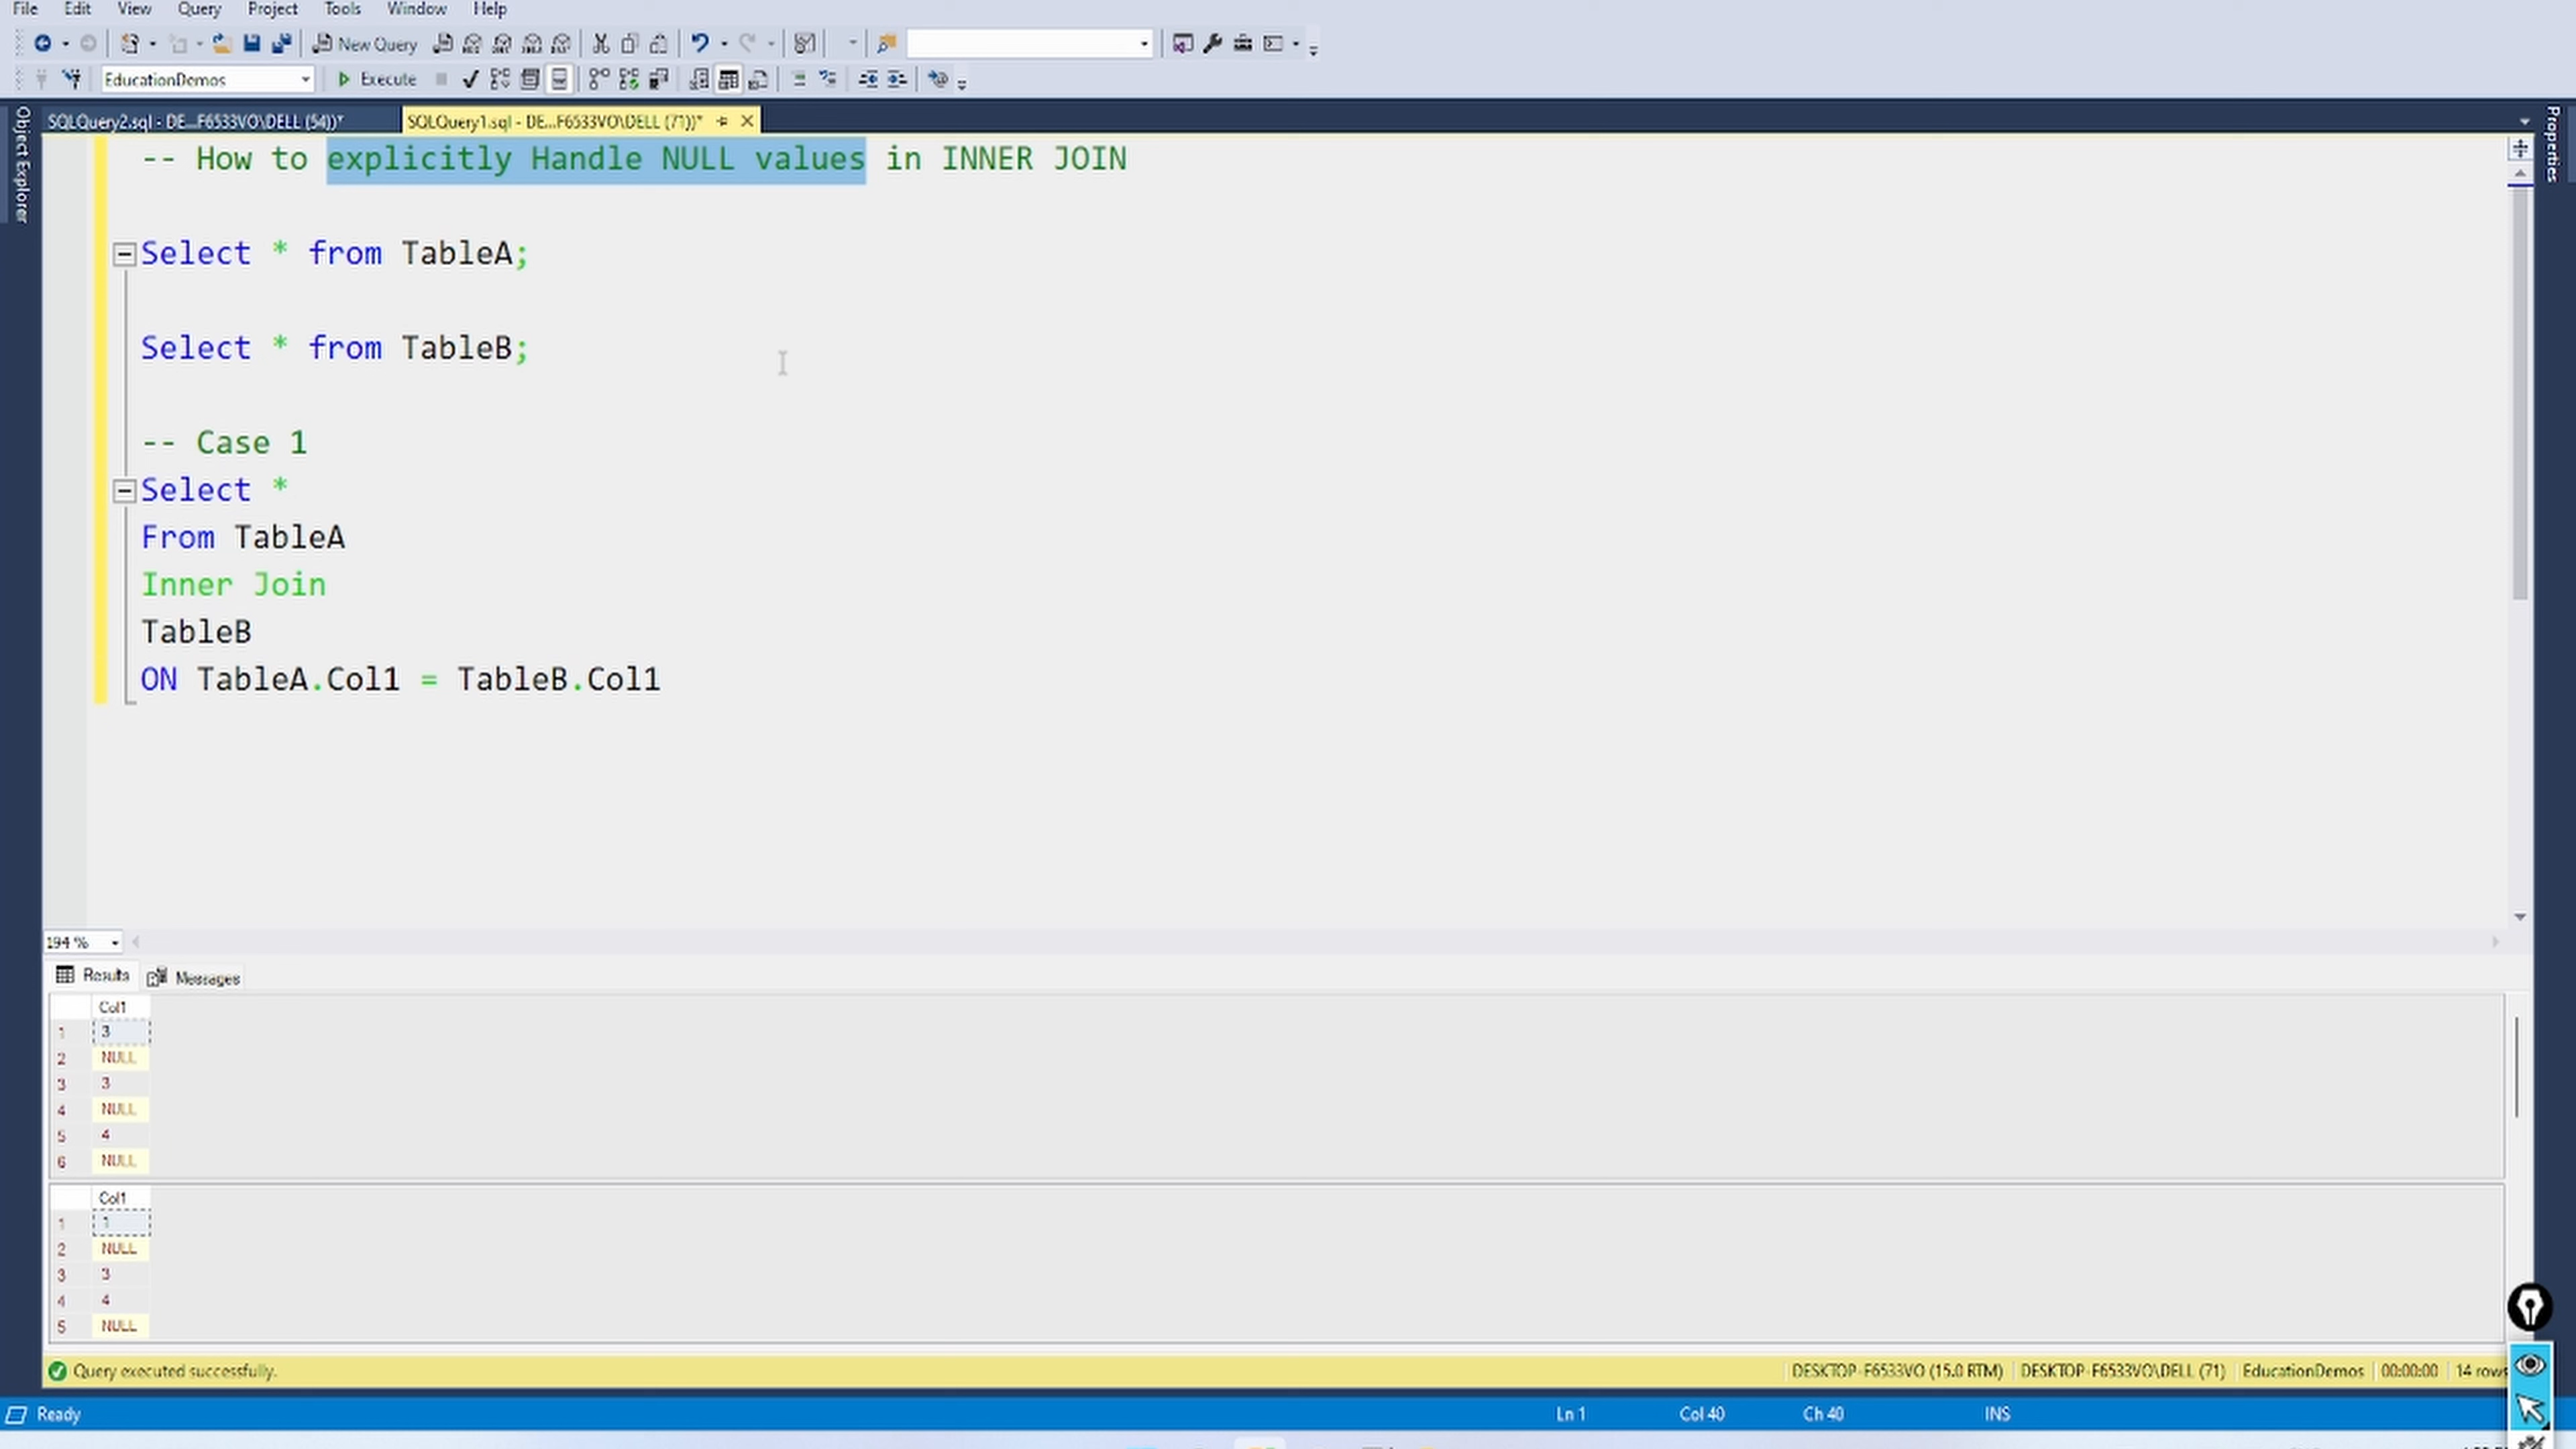 File Edit View Query Project Tools Window Help
New Query
EducationDemos Execute
SQLQuery2.sql - DE...F6533VO\DELL (54))* SQLQuery1.sql - DE...F6533VO\DELL (71))*
Object Explorer
Properties
-- How to explicitly Handle NULL values in INNER JOIN
Select * from TableA;
Select * from TableB;
-- Case 1
Select *
From TableA
Inner Join
TableB
ON TableA.Col1 = TableB.Col1
194 %
Results Messages
Col1
1 3
2 NULL
3 3
4 NULL
5 4
6 NULL
Col1
1 1
2 NULL
3 3
4 4
5 NULL
Query executed successfully. DESKTOP-F6533VO (15.0 RTM) DESKTOP-F6533VO\DELL (71) EducationDemos 00:00:00 14 rows
Ready Ln 1 Col 40 Ch 40 INS